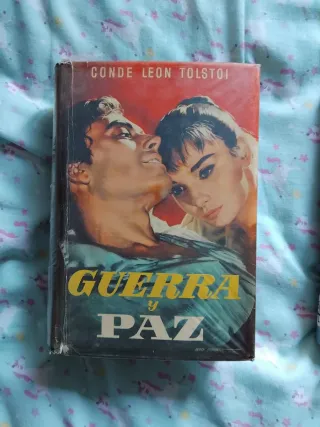 CONDE LEON TOLSTOI
GUERRA
y
PAZ